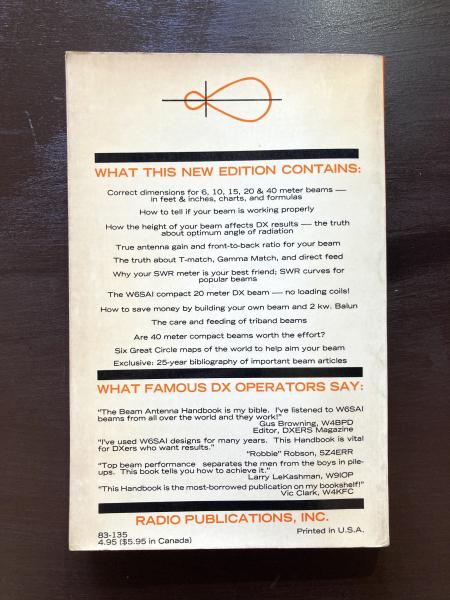 WHAT THIS NEW EDITION CONTAINS:
Correct dimensions for 6, 10, 15, 20 & 40 meter beams —
in feet & inches, charts, and formulas
How to tell if your beam is working properly
How the height of your beam affects DX results — the truth
about optimum angle of radiation
True antenna gain and front-to-back ratio for your beam
The truth about T-match, Gamma Match, and direct feed
Why your SWR meter is your best friend; SWR curves for
popular beams
The W6SAI compact 20 meter DX beam — no loading coils!
How to save money by building your own beam and 2 kw. Balun
The care and feeding of triband beams
Are 40 meter compact beams worth the effort?
Six Great Circle maps of the world to help aim your beam
Exclusive: 25-year bibliography of important beam articles
WHAT FAMOUS DX OPERATORS SAY:
"The Beam Antenna Handbook is my bible. I've listened to W6SAI
beams from all over the world and they work!"
Gus Browning, W4BPD
Editor, DXERS Magazine
"I've used W6SAI designs for many years. This Handbook is vital
for DXers who want results."
"Robbie" Robson, 5Z4ERR
"Top beam performance separates the men from the boys in pile-
ups. This book tells you how to achieve it."
Larry LeKashman, W9IOP
"This Handbook is the most-borrowed publication on my bookshelf!"
Vic Clark, W4KFC
RADIO PUBLICATIONS, INC.
83-135
4.95 ($5.95 in Canada)
Printed in U.S.A.